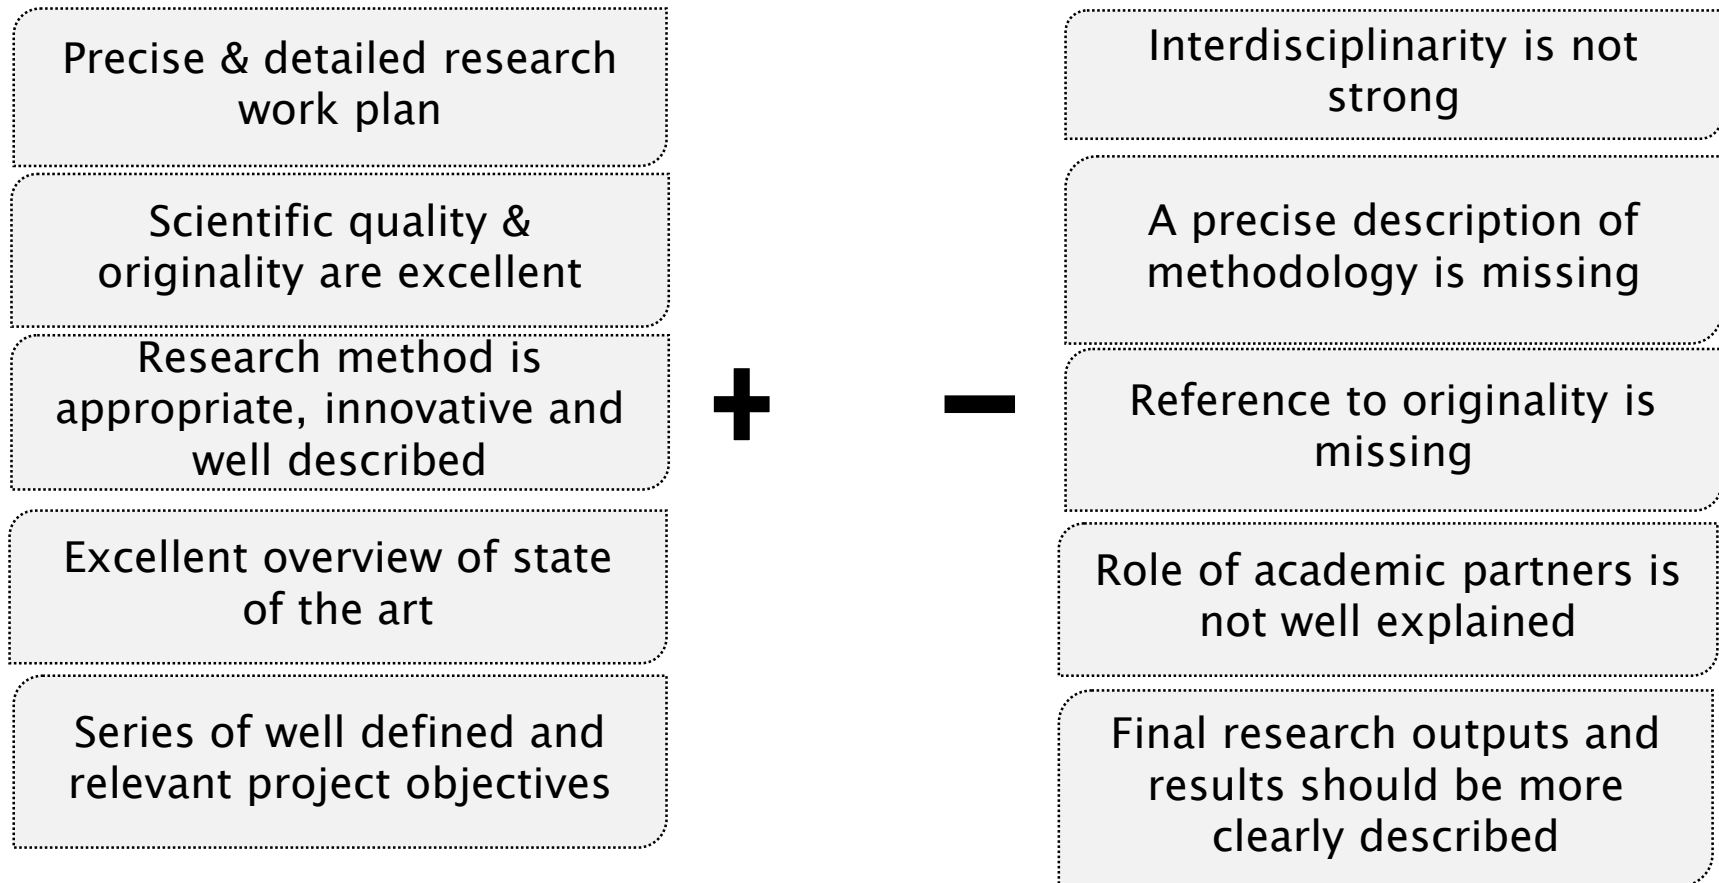 Precise & detailed research
work plan
Scientific quality &
originality are excellent
Research method is
appropriate, innovative and
well described
Excellent overview of state
of the art
Series of well defined and
relevant project objectives
+
–
Interdisciplinarity is not
strong
A precise description of
methodology is missing
Reference to originality is
missing
Role of academic partners is
not well explained
Final research outputs and
results should be more
clearly described